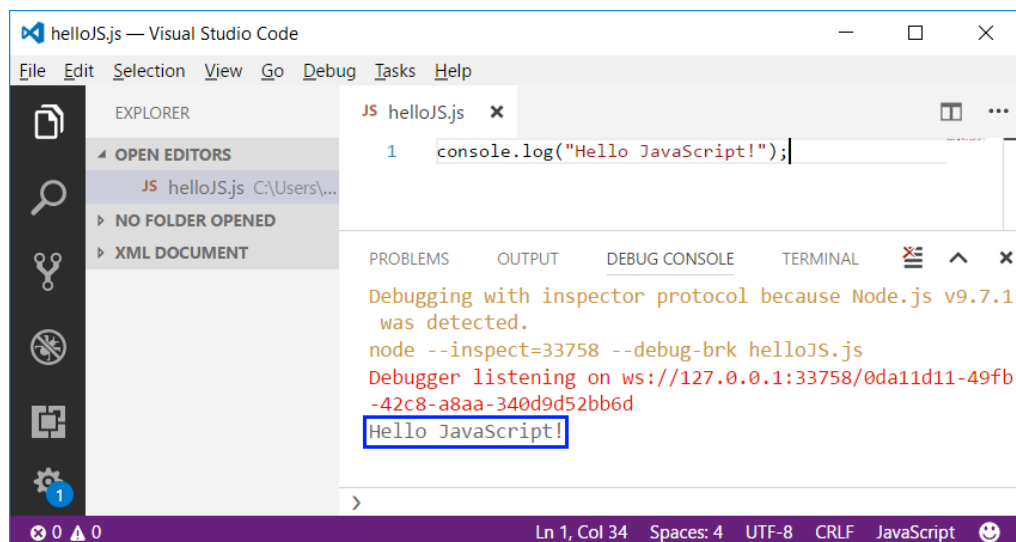 helloJS.js — Visual Studio Code
File Edit Selection View Go Debug Tasks Help
EXPLORER
OPEN EDITORS
JS helloJS.js C:\Users\...
NO FOLDER OPENED
XML DOCUMENT
JS helloJS.js
1 console.log("Hello JavaScript!");
PROBLEMS OUTPUT DEBUG CONSOLE TERMINAL
Debugging with inspector protocol because Node.js v9.7.1
was detected.
node --inspect=33758 --debug-brk helloJS.js
Debugger listening on ws://127.0.0.1:33758/0da11d11-49fb
-42c8-a8aa-340d9d52bb6d
Hello JavaScript!
1
0 0 Ln 1, Col 34 Spaces: 4 UTF-8 CRLF JavaScript